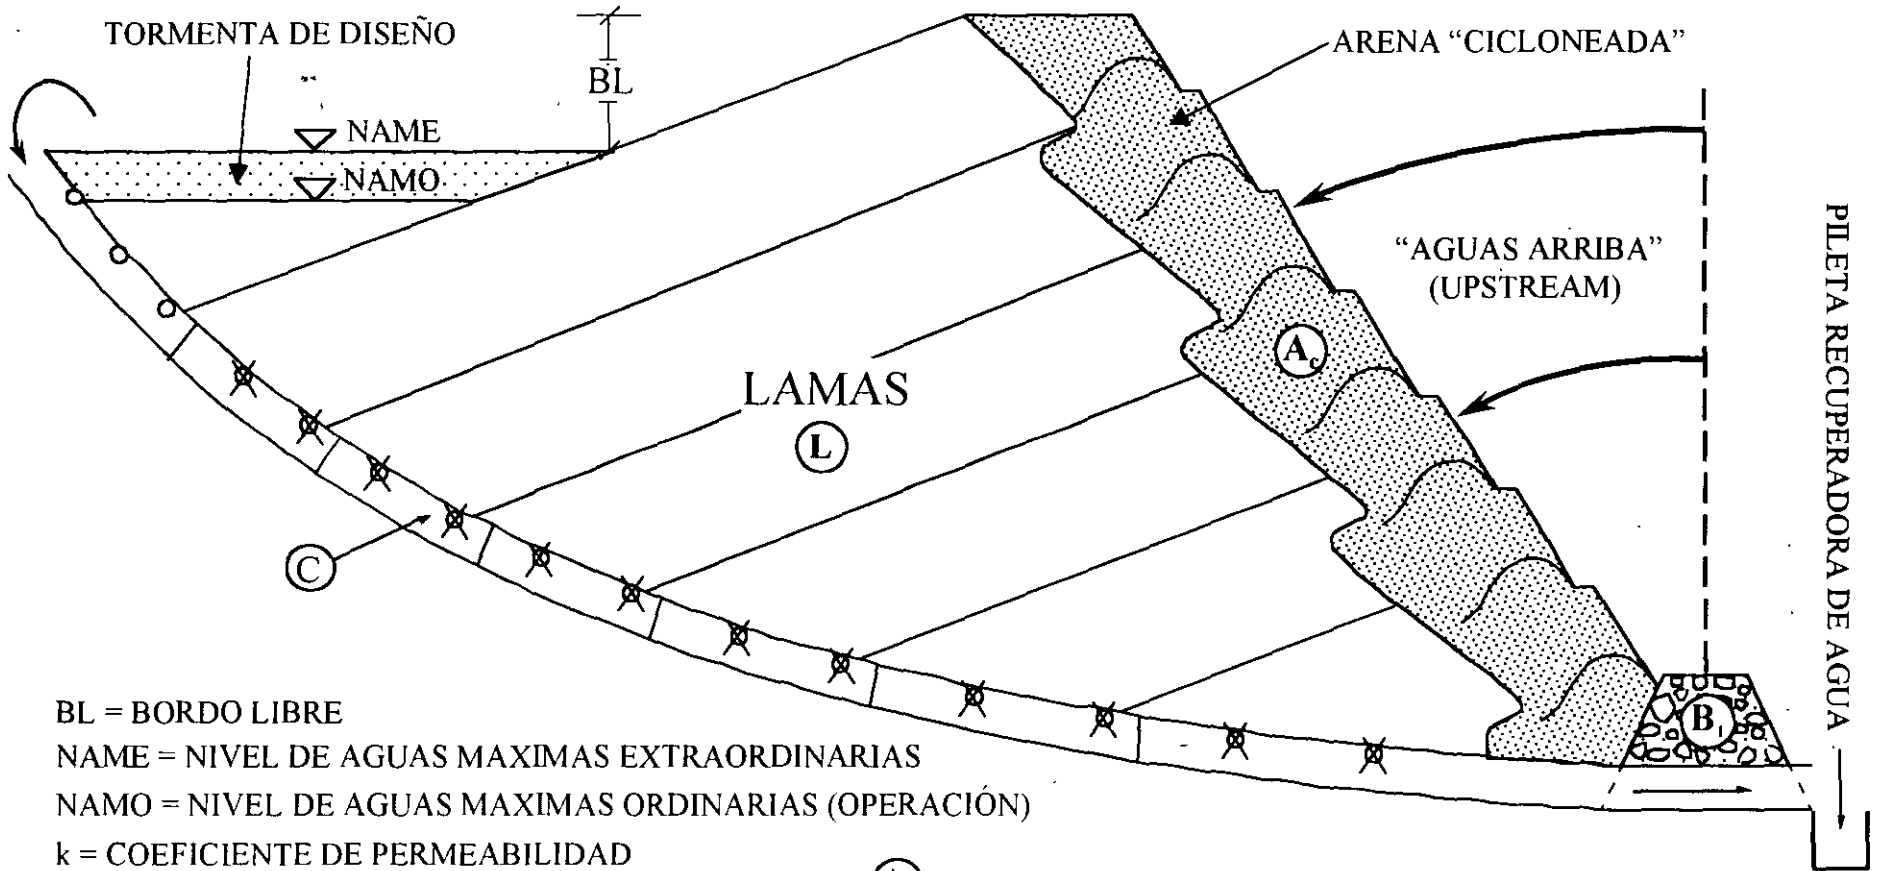 TORMENTA DE DISEÑO
BL
ARENA “CICLONEADA”
NAME
NAMO
“AGUAS ARRIBA”
(UPSTREAM)
PILETA RECUPERADORA DE AGUA
Ac
LAMAS
L
C
B
BL = BORDO LIBRE
NAME = NIVEL DE AGUAS MAXIMAS EXTRAORDINARIAS
NAMO = NIVEL DE AGUAS MAXIMAS ORDINARIAS (OPERACIÓN)
k = COEFICIENTE DE PERMEABILIDAD